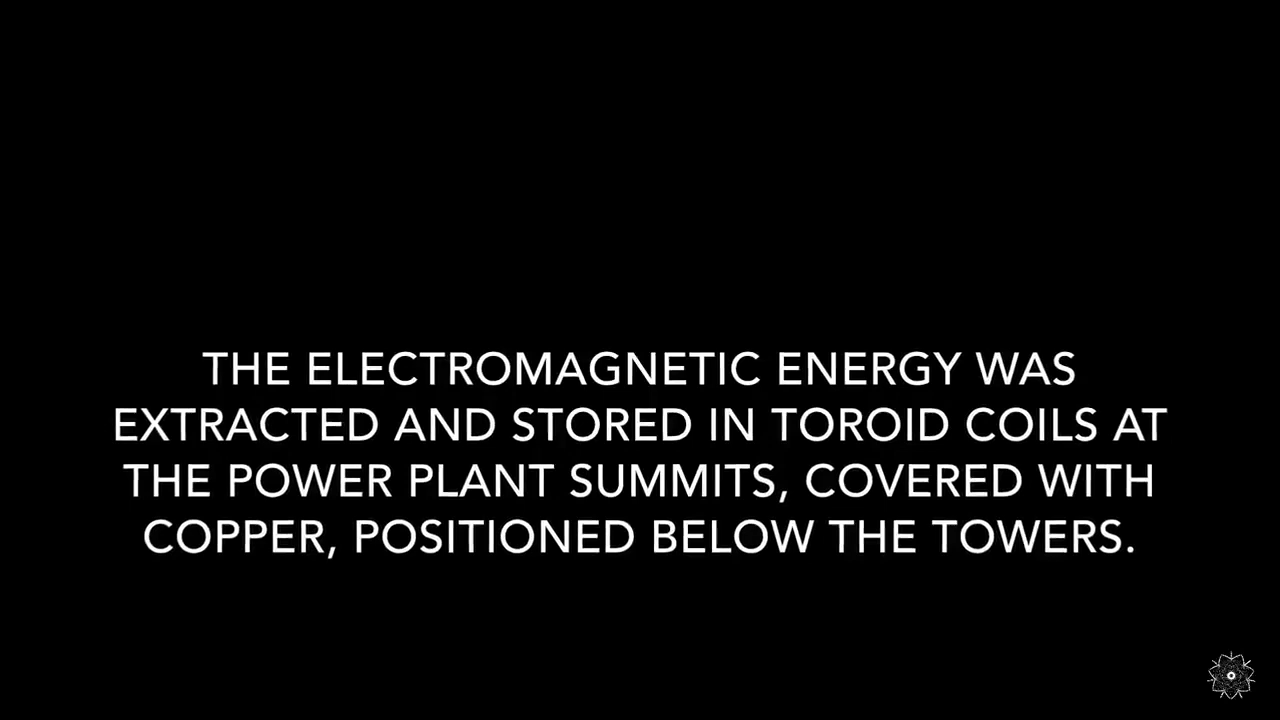 THE ELECTROMAGNETIC ENERGY WAS
EXTRACTED AND STORED IN TOROID COILS AT
THE POWER PLANT SUMMITS, COVERED WITH
COPPER, POSITIONED BELOW THE TOWERS.